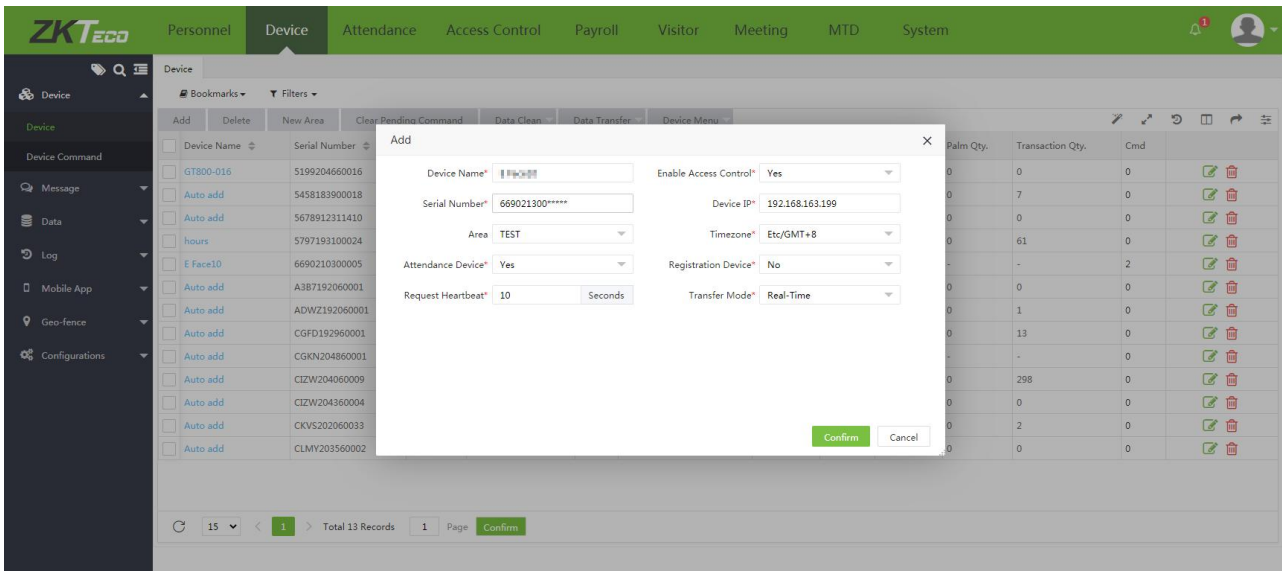 ZKTECO Personnel Device Attendance Access Control Payroll Visitor Meeting MTD System 1
Device
Bookmarks Filters
Device
Device
Device Command
Message
Data
Log
Mobile App
Geo-fence
Configurations
Add Delete New Area Clear Pending Command Data Clean Data Transfer Device Menu
Device Name Serial Number Palm Qty. Transaction Qty. Cmd
GT800-016 5199204660016 0 0 0
Auto add 5458183900018 0 7 0
Auto add 5678912311410 0 0 0
hours 5797193100024 0 61 0
E Face10 6690210300005 - - 2
Auto add A3B7192060001 0 0 0
Auto add ADWZ192060001 0 1 0
Auto add CGFD192960001 0 13 0
Auto add CGKN204860001 - - 0
Auto add CIZW204060009 0 298 0
Auto add CIZW204360004 0 0 0
Auto add CKVS202060033 0 2 0
Auto add CLMY203560002 0 0 0
Add
Device Name* Enable Access Control* Yes
Serial Number* 669021300***** Device IP* 192.168.163.199
Area TEST Timezone* Etc/GMT+8
Attendance Device* Yes Registration Device* No
Request Heartbeat* 10 Seconds Transfer Mode* Real-Time
Confirm Cancel
15 < 1 > Total 13 Records 1 Page Confirm